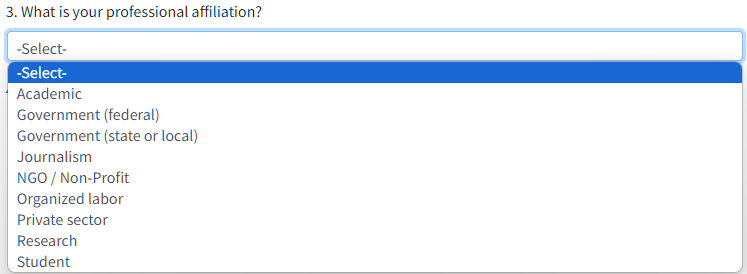 3. What is your professional affiliation?
-Select-
-Select-
Academic
Government (federal)
Government (state or local)
Journalism
NGO / Non-Profit
Organized labor
Private sector
Research
Student